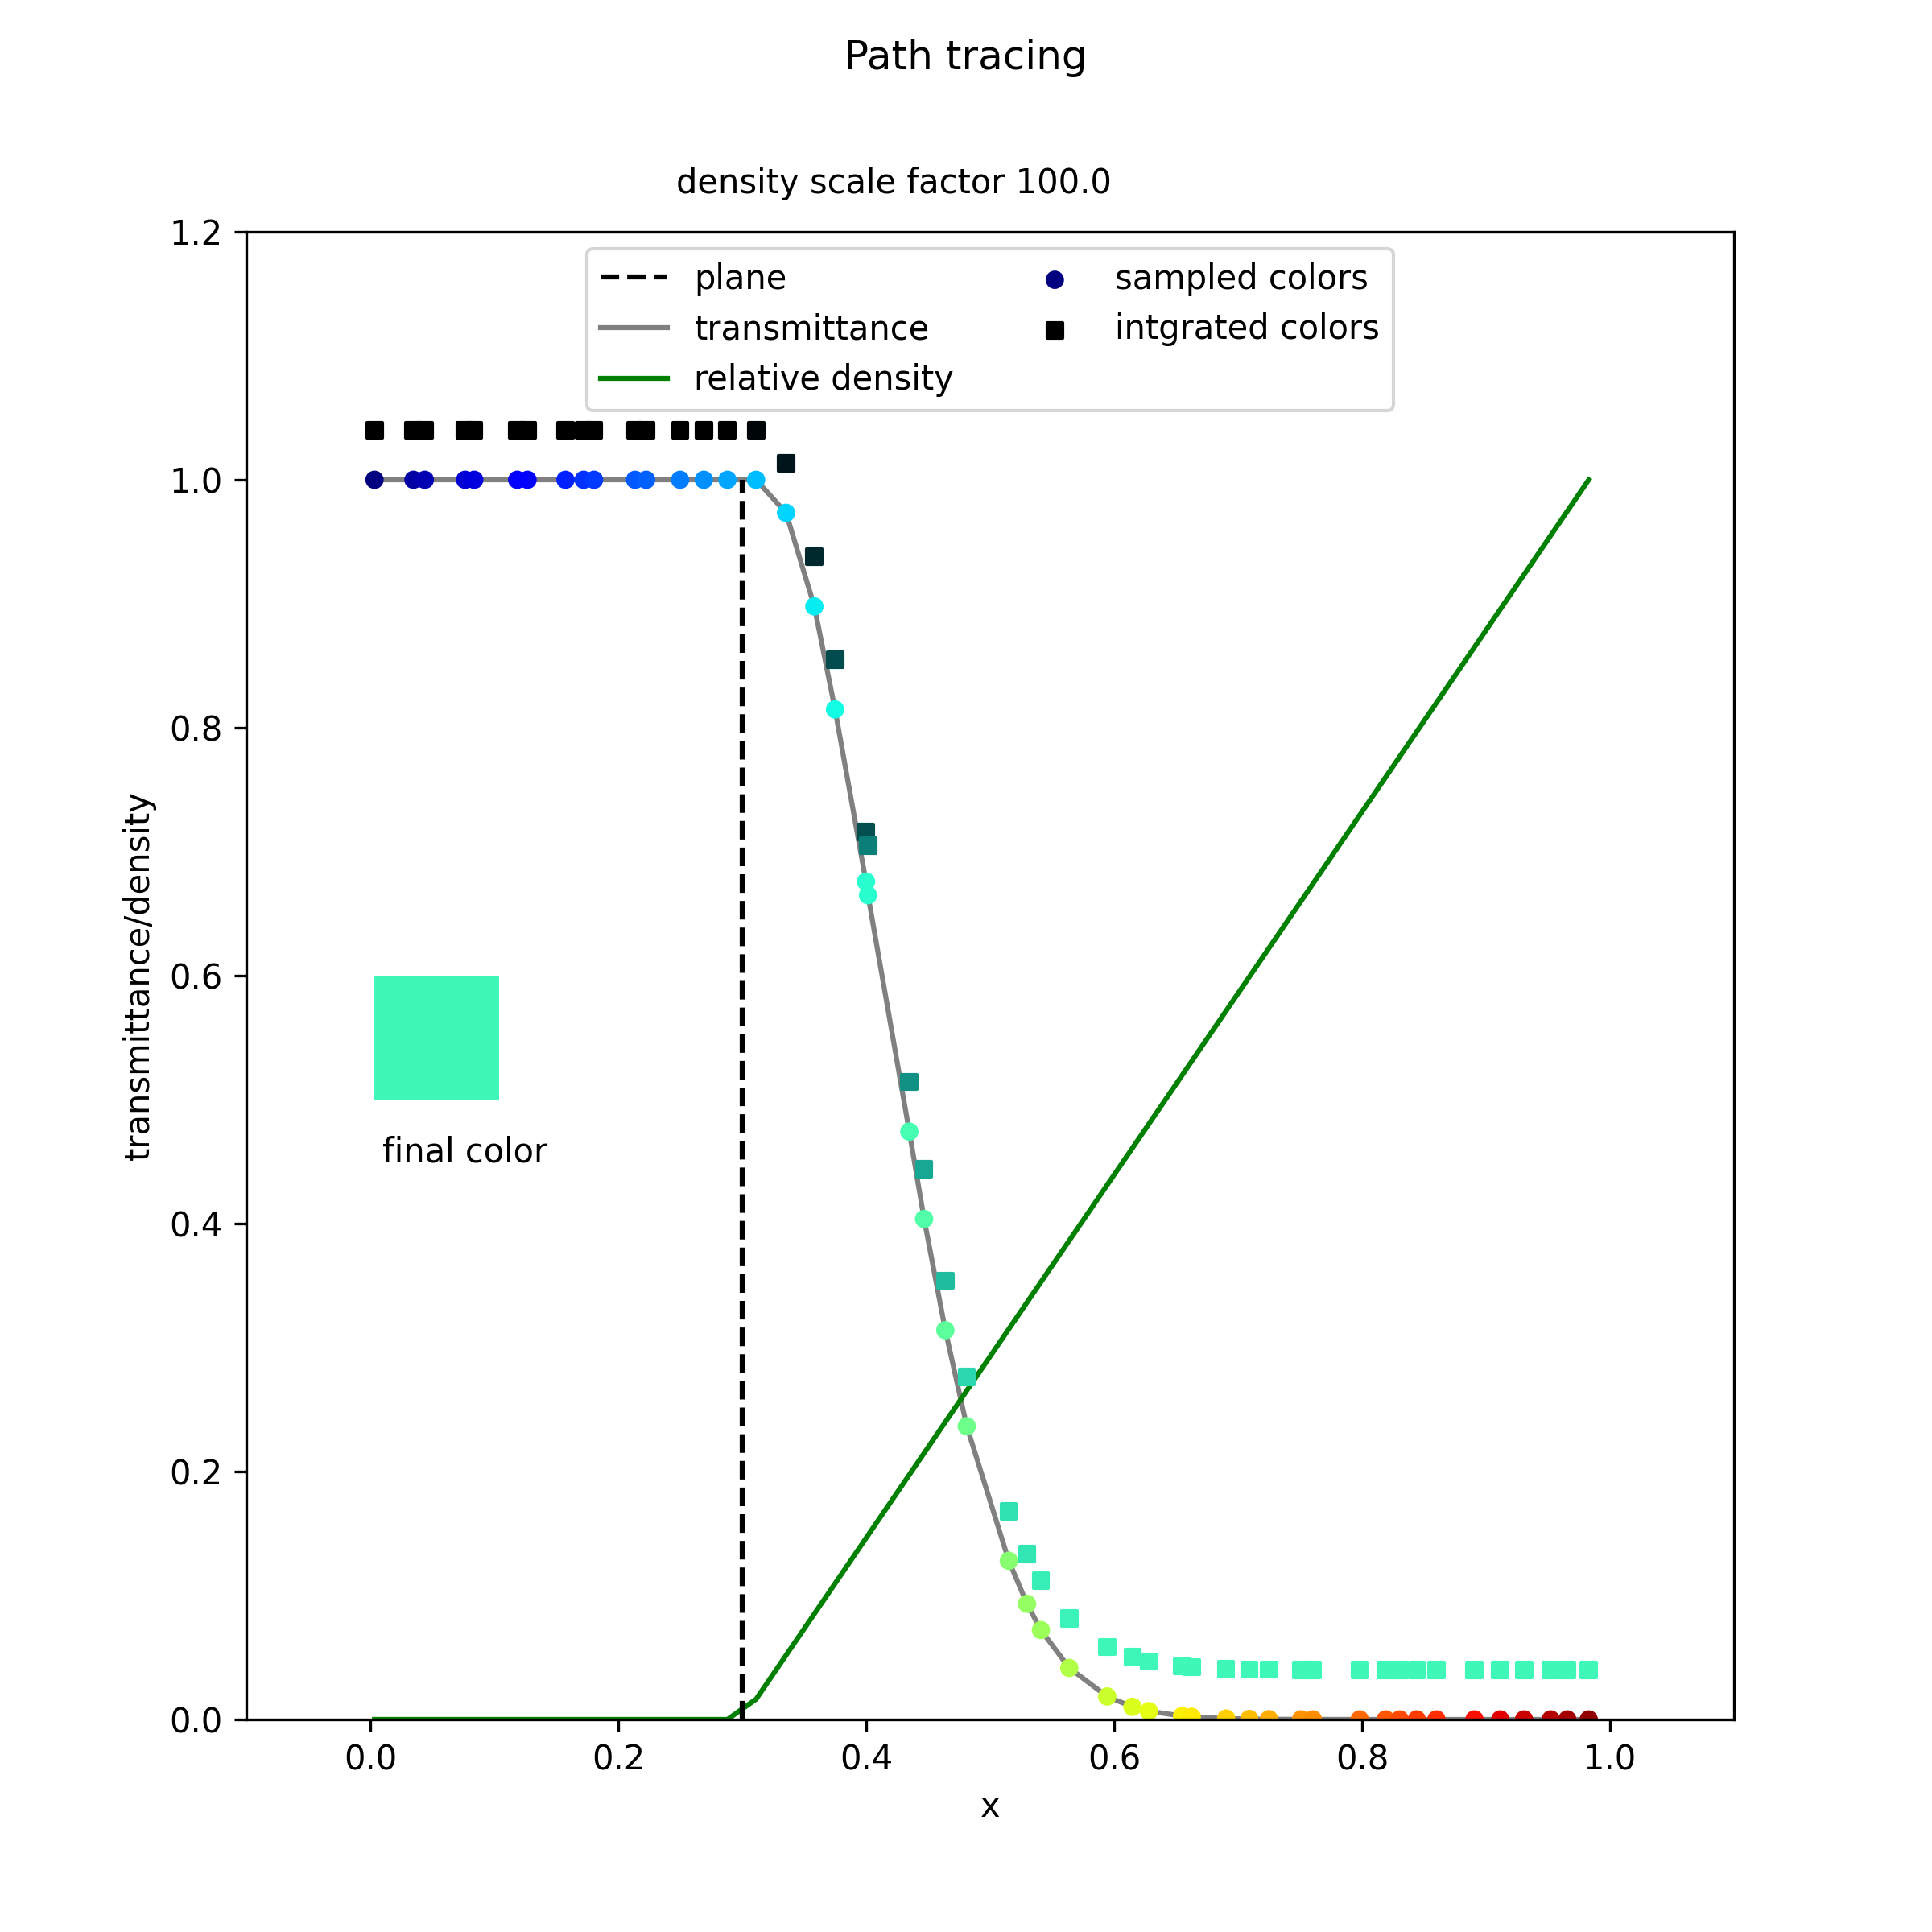 Path tracing
density scale factor 100.0
plane
transmittance
relative density
sampled colors
intgrated colors
1.2
1.0
0.8
0.6
0.4
0.2
0.0
transmittance/density
final color
0.0 0.2 0.4 0.6 0.8 1.0
x